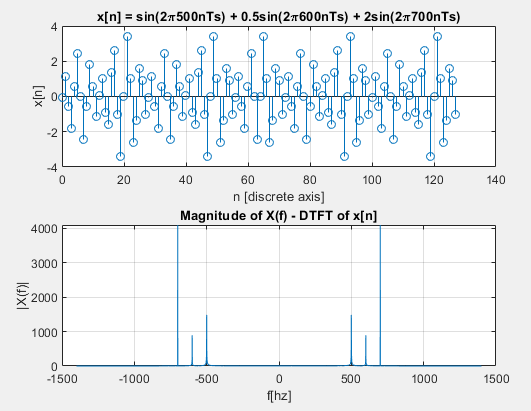 x[n] = sin(2π500nTs) + 0.5sin(2π600nTs) + 2sin(2π700nTs)
4
2
0
-2
-4
x[n]
0 20 40 60 80 100 120 140
n [discrete axis]
Magnitude of X(f) - DTFT of x[n]
4000
3000
2000
1000
0
|X(f)|
-1500 -1000 -500 0 500 1000 1500
f[hz]